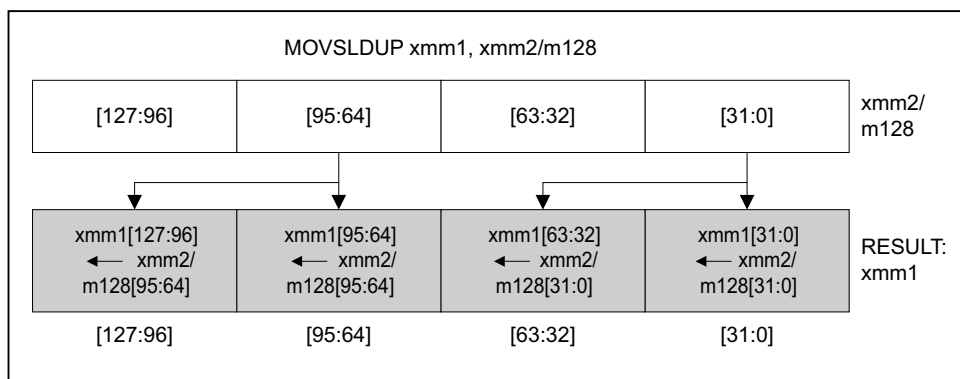 MOVSLDUP xmm1, xmm2/m128
[127:96] [95:64] [63:32] [31:0]
xmm2/
m128
xmm1[127:96]
← xmm2/
m128[95:64]
xmm1[95:64]
← xmm2/
m128[95:64]
xmm1[63:32]
← xmm2/
m128[31:0]
xmm1[31:0]
← xmm2/
m128[31:0]
RESULT:
xmm1
[127:96] [95:64] [63:32] [31:0]